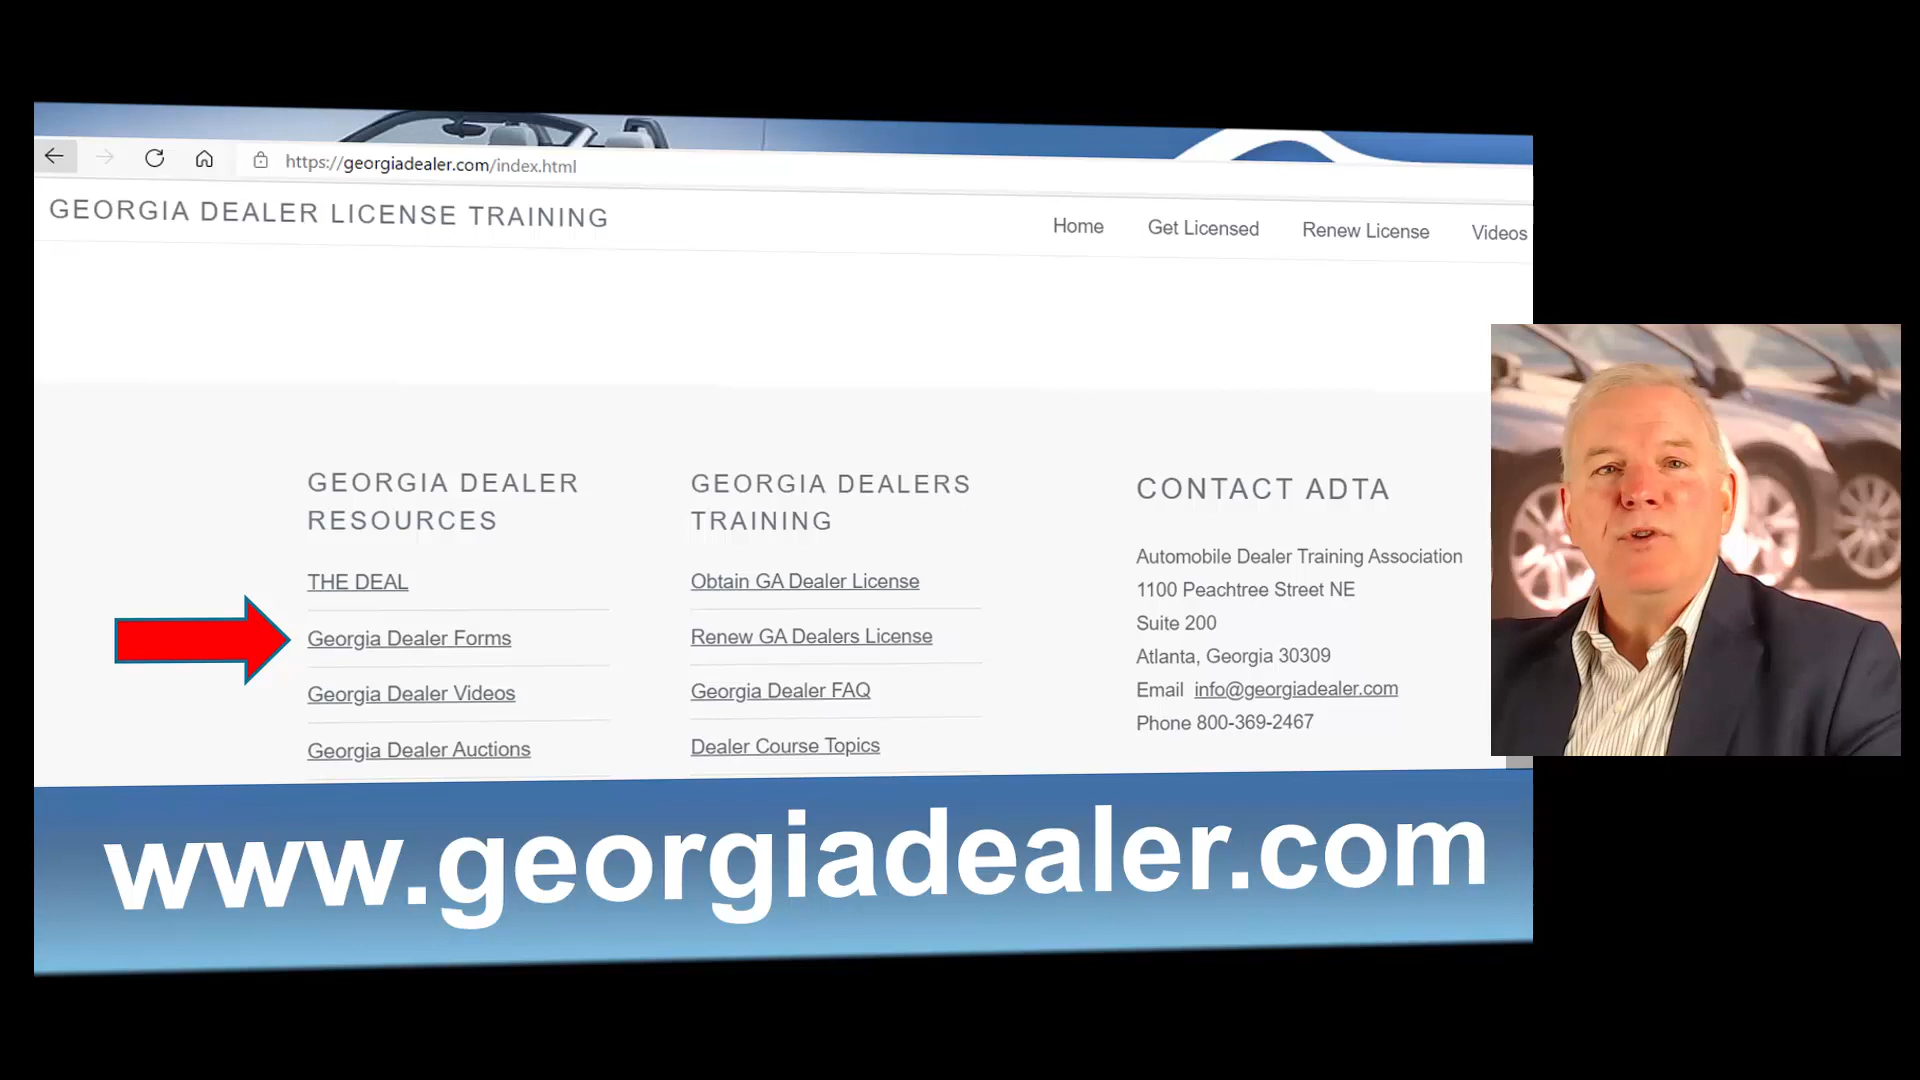 https://georgiadealer.com/index.html
GEORGIA DEALER LICENSE TRAINING
Home
Get Licensed
Renew License
Videos
GEORGIA DEALER
RESOURCES
THE DEAL
Georgia Dealer Forms
Georgia Dealer Videos
Georgia Dealer Auctions
GEORGIA DEALERS
TRAINING
Obtain GA Dealer License
Renew GA Dealers License
Georgia Dealer FAQ
Dealer Course Topics
CONTACT ADTA
Automobile Dealer Training Association
1100 Peachtree Street NE
Suite 200
Atlanta, Georgia 30309
Email info@georgiadealer.com
Phone 800-369-2467
www.georgiadealer.com